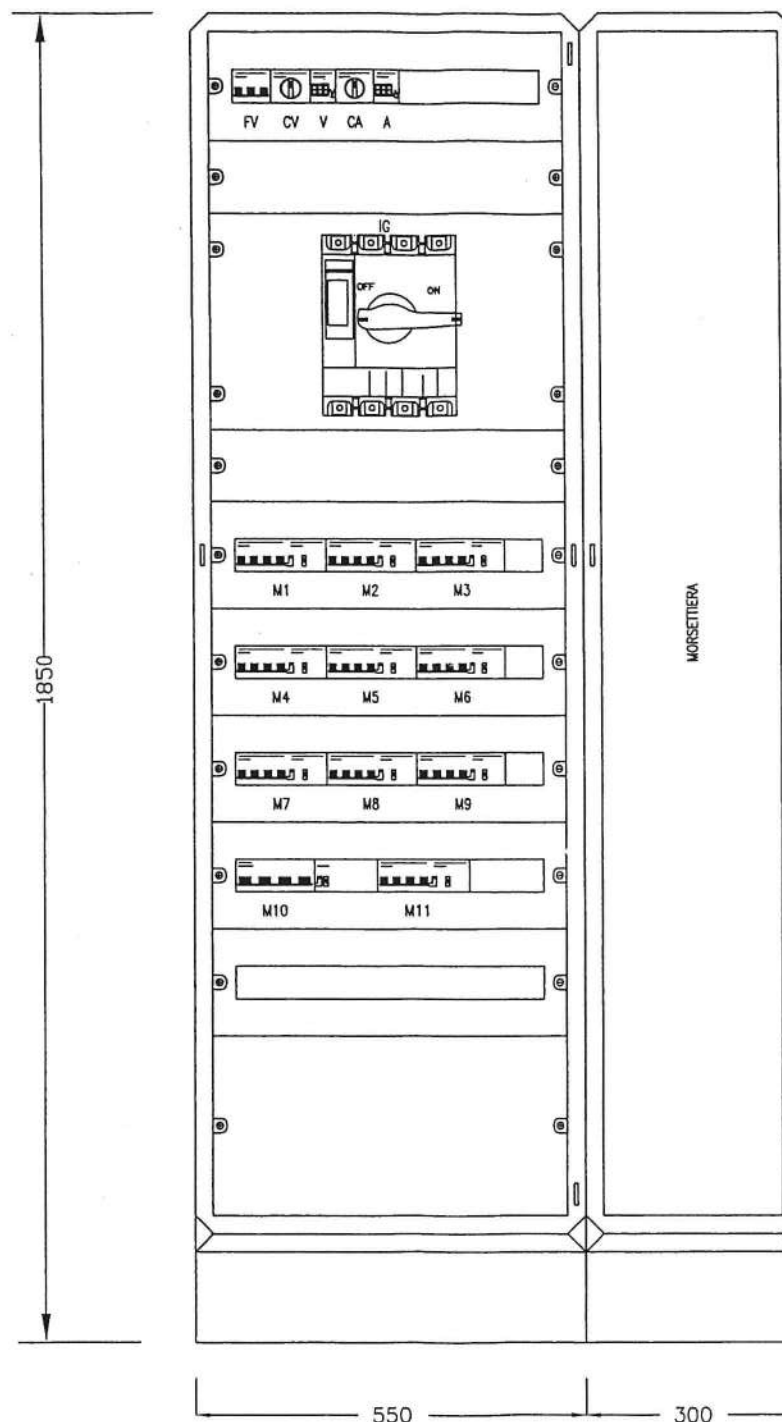 FV CV V CA A
IG
OFF ON
M1 M2 M3
MORSETTIERA
M4 M5 M6
1850
M7 M8 M9
M10 M11
550 300